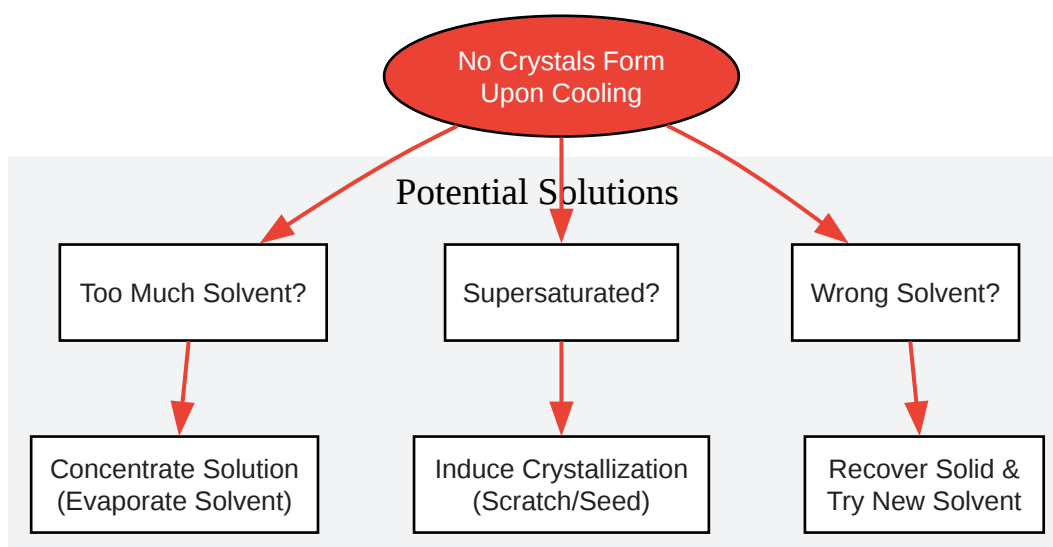 No Crystals Form
Upon Cooling
Potential Solutions
Too Much Solvent?
Supersaturated?
Wrong Solvent?
Concentrate Solution
(Evaporate Solvent)
Induce Crystallization
(Scratch/Seed)
Recover Solid &
Try New Solvent